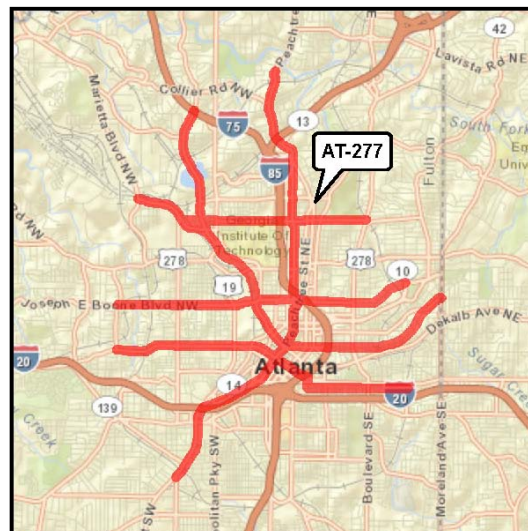 42
Lavista Rd NE
Peachtree
Collier Rd NW
75
13
Marietta Blvd NW
South Fork
AT-277
85
Fulton
Georgia
Institute Of
Technology
278
278
10
19
Peachtree St NE
Joseph E Boone Blvd NW
Dekalb Ave NE
20
Atlanta
14
20
139
Sugar Creek
Creek
Boulevard SE
Moreland Ave SE